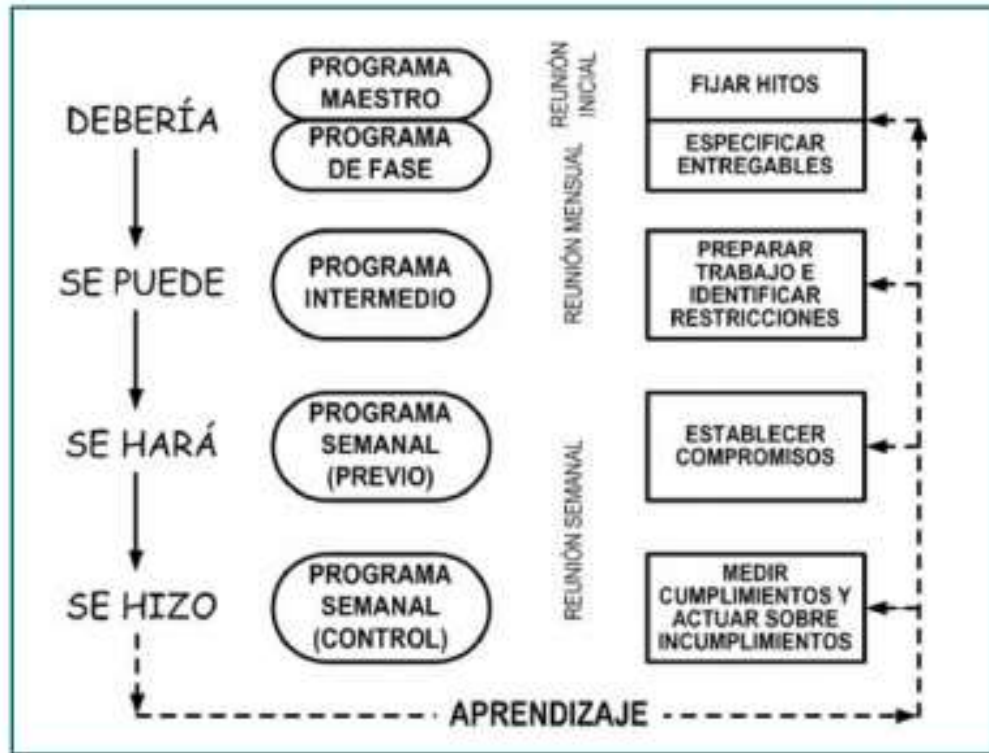 DEBERÍA
PROGRAMA
MAESTRO
PROGRAMA
DE FASE
REUNIÓN
INICIAL
FIJAR HITOS
ESPECIFICAR
ENTREGABLES
SE PUEDE
PROGRAMA
INTERMEDIO
REUNIÓN MENSUAL
PREPARAR
TRABAJO E
IDENTIFICAR
RESTRICCIONES
SE HARÁ
PROGRAMA
SEMANAL
(PREVIO)
REUNIÓN SEMANAL
ESTABLECER
COMPROMISOS
SE HIZO
PROGRAMA
SEMANAL
(CONTROL)
MEDIR
CUMPLIMIENTOS Y
ACTUAR SOBRE
INCUMPLIMIENTOS
APRENDIZAJE